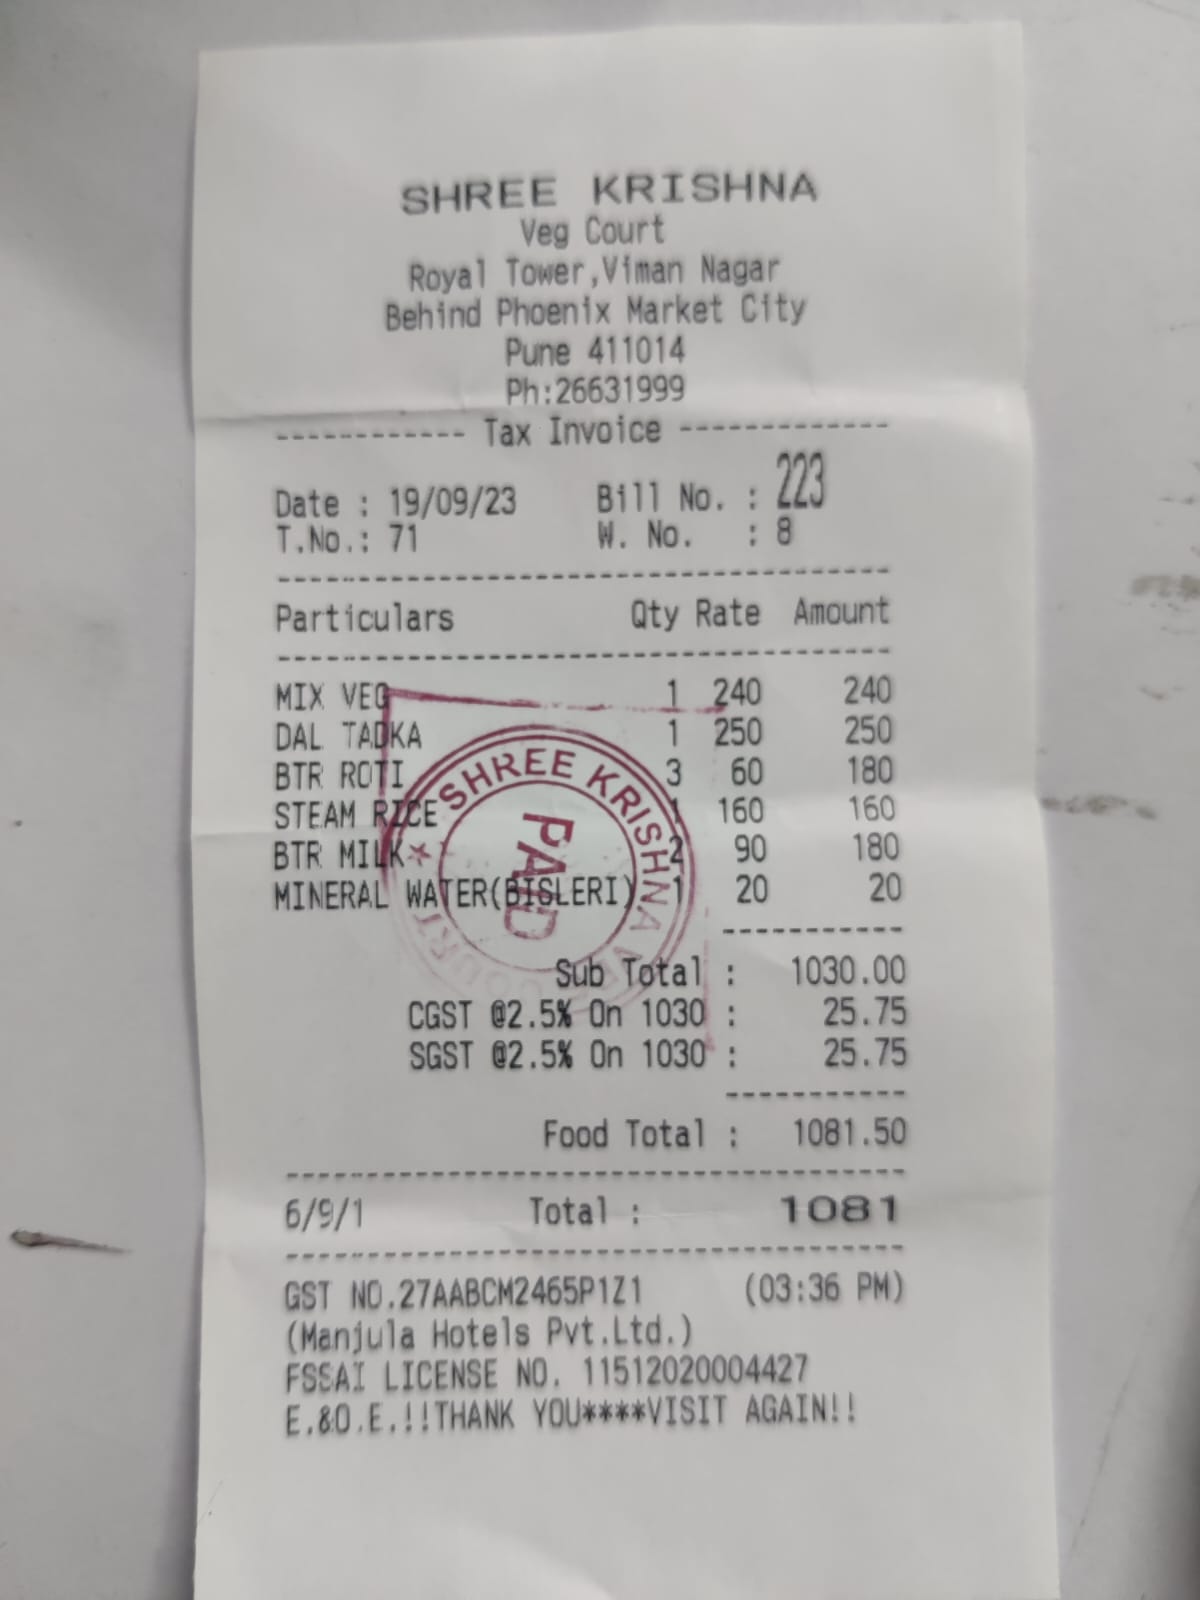 SHREE KRISHNA
Veg Court
Royal Tower,Viman Nagar
Behind Phoenix Market City
Pune 411014
Ph:26631999
------------ Tax Invoice -------------
Date : 19/09/23 Bill No. : 223
T.No.: 71 W. No. : 8
Particulars Qty Rate Amount
MIX VEG 1 240 240
DAL TADKA 1 250 250
BTR ROTI 3 60 180
STEAM RICE 1 160 160
BTR MILK 2 90 180
MINERAL WATER(BISLERI) 1 20 20
SHREE KRISHNA VEG COURT
PAID
Sub Total : 1030.00
CGST @2.5% On 1030 : 25.75
SGST @2.5% On 1030 : 25.75
Food Total : 1081.50
6/9/1 Total : 1081
GST NO.27AABCM2465P1Z1 (03:36 PM)
(Manjula Hotels Pvt.Ltd.)
FSSAI LICENSE NO. 11512020004427
E.&O.E.!!THANK YOU****VISIT AGAIN!!